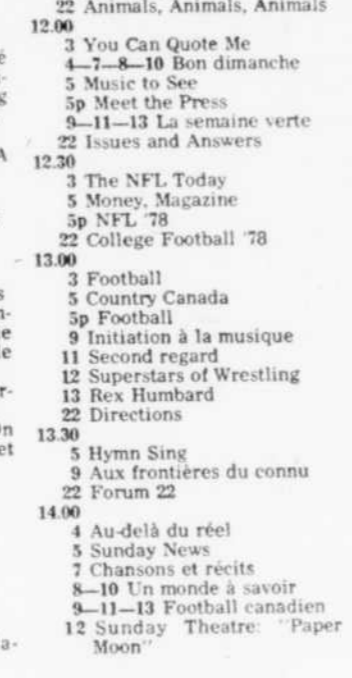 22 Animals, Animals, Animals
12.00
3 You Can Quote Me
4—7—8—10 Bon dimanche
5 Music to See
5p Meet the Press
9—11—13 La semaine verte
22 Issues and Answers
12.30
3 The NFL Today
5 Money, Magazine
5p NFL '78
22 College Football '78
13.00
3 Football
5 Country Canada
5p Football
9 Initiation à la musique
11 Second regard
12 Superstars of Wrestling
13 Rex Humbard
22 Directions
13.30
5 Hymn Sing
9 Aux frontières du connu
22 Forum 22
14.00
4 Au-delà du réel
5 Sunday News
7 Chansons et récits
8—10 Un monde à savoir
9—11—13 Football canadien
12 Sunday Theatre: "Paper
Moon"